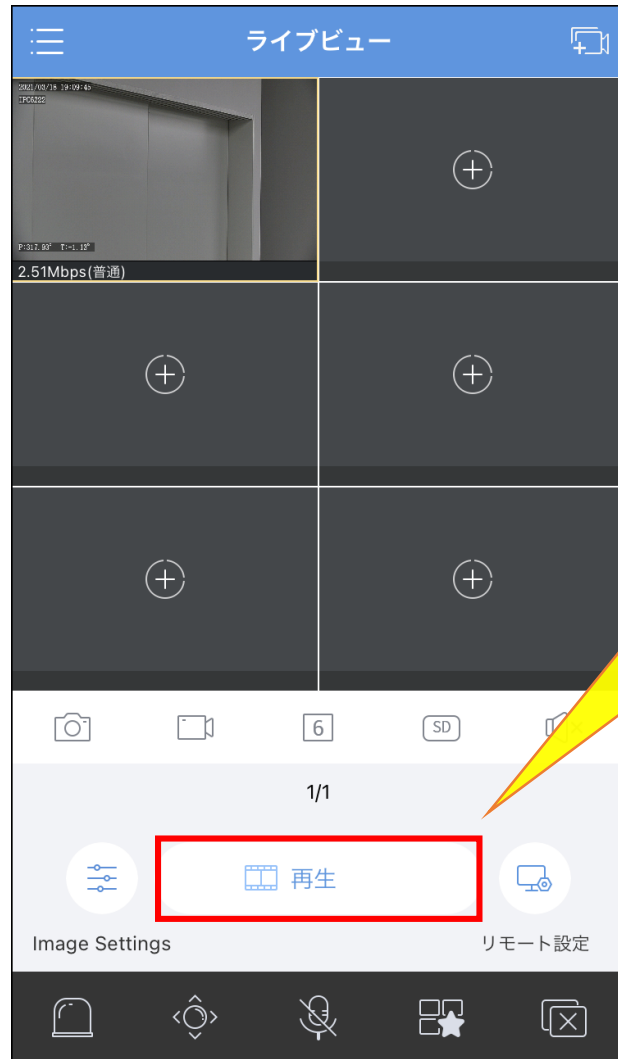 ライブビュー
2021/03/18 19:09:45
IPC6222
P:317.93° T:-1.12°
2.51Mbps(普通)
6
SD
1/1
再生
Image Settings
リモート設定